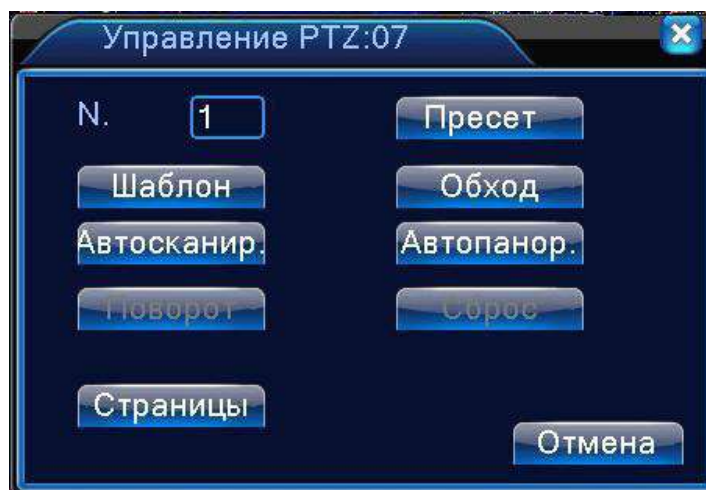 Управление PTZ:07
N. 1 Пресет
Шаблон Обход
Автосканир. Автопанор.
Поворот Сброс
Страницы
Отмена